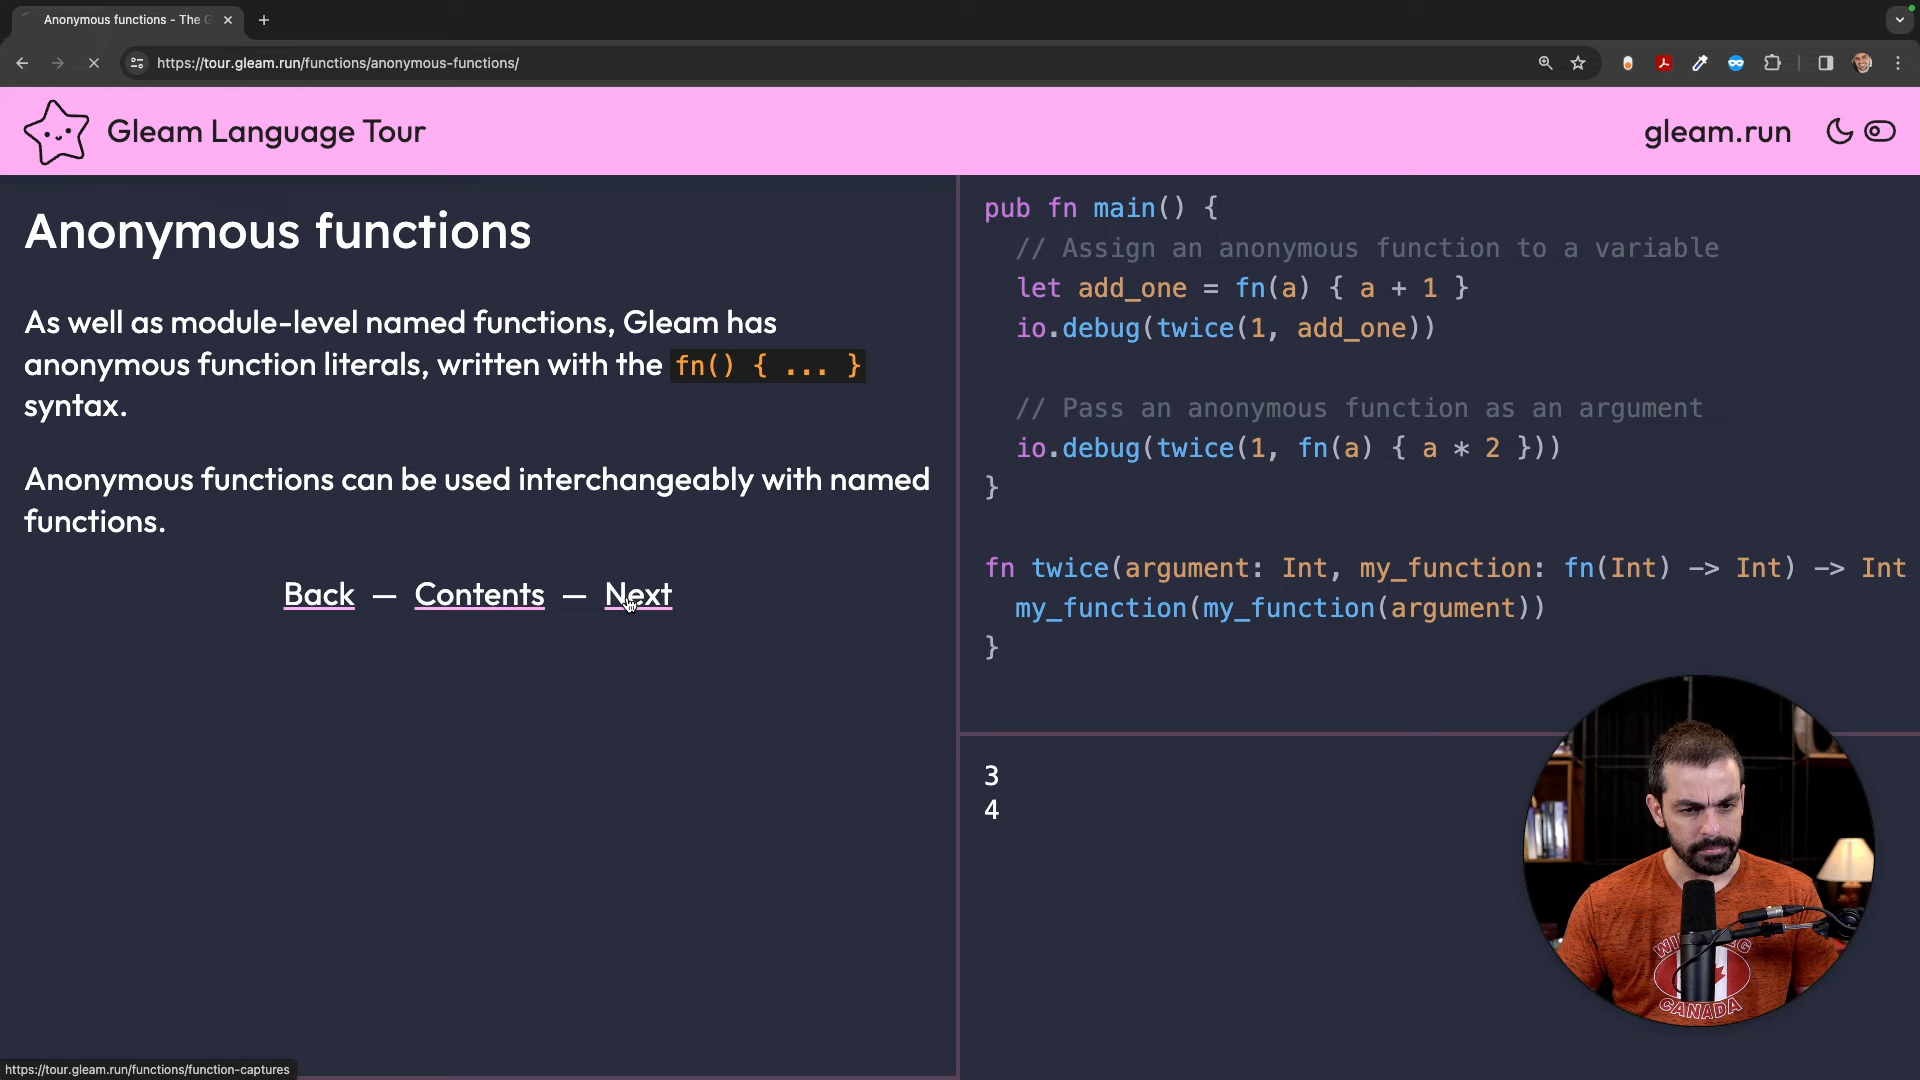 Anonymous functions - The G
https://tour.gleam.run/functions/anonymous-functions/
Gleam Language Tour
gleam.run
Anonymous functions
As well as module-level named functions, Gleam has
anonymous function literals, written with the fn() { ... }
syntax.
Anonymous functions can be used interchangeably with named
functions.
Back — Contents — Next
pub fn main() {
// Assign an anonymous function to a variable
let add_one = fn(a) { a + 1 }
io.debug(twice(1, add_one))
// Pass an anonymous function as an argument
io.debug(twice(1, fn(a) { a * 2 }))
}
fn twice(argument: Int, my_function: fn(Int) -> Int) -> Int
my_function(my_function(argument))
}
3
4
CANADA
https://tour.gleam.run/functions/function-captures